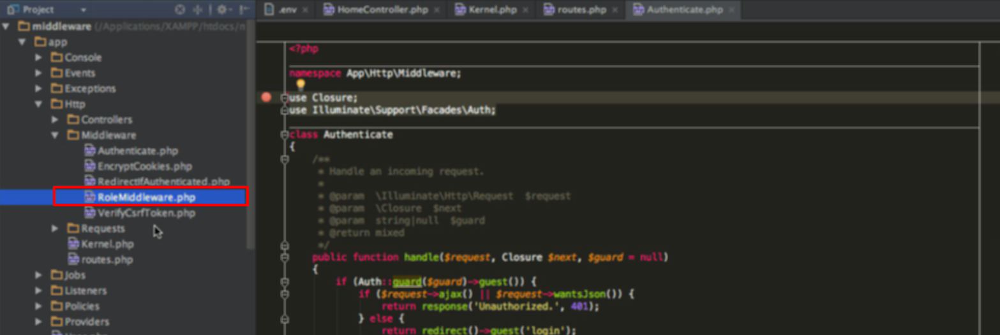 Project
middleware (/Applications/XAMPP/htdocs/m
app
Console
Events
Exceptions
Http
Controllers
Middleware
Authenticate.php
EncryptCookies.php
RedirectIfAuthenticated.php
RoleMiddleware.php
VerifyCsrfToken.php
Requests
Kernel.php
routes.php
Jobs
Listeners
Policies
Providers
.env
HomeController.php
Kernel.php
routes.php
Authenticate.php
<?php
namespace App\Http\Middleware;
use Closure;
use Illuminate\Support\Facades\Auth;
class Authenticate
{
/**
* Handle an incoming request.
*
* @param \Illuminate\Http\Request $request
* @param \Closure $next
* @param string|null $guard
* @return mixed
*/
public function handle($request, Closure $next, $guard = null)
{
if (Auth::guard($guard)->guest()) {
if ($request->ajax() || $request->wantsJson()) {
return response('Unauthorized.', 401);
} else {
return redirect()->guest('login');